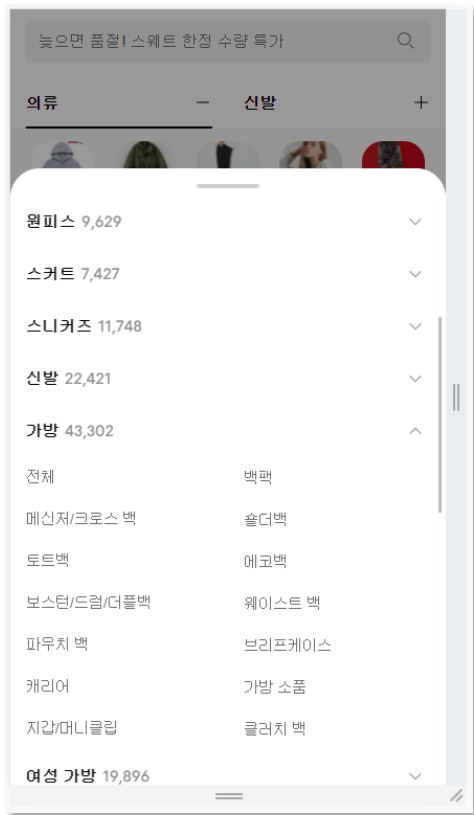 늦으면 품절! 스웨트 한정 수량 특가
의류 신발
원피스 9,629
스커트 7,427
스니커즈 11,748
신발 22,421
가방 43,302
전체 백팩
메신저/크로스 백 숄더백
토트백 에코백
보스턴/드럼/더플백 웨이스트 백
파우치 백 브리프케이스
캐리어 가방 소품
지갑/머니클립 클러치 백
여성 가방 19,896